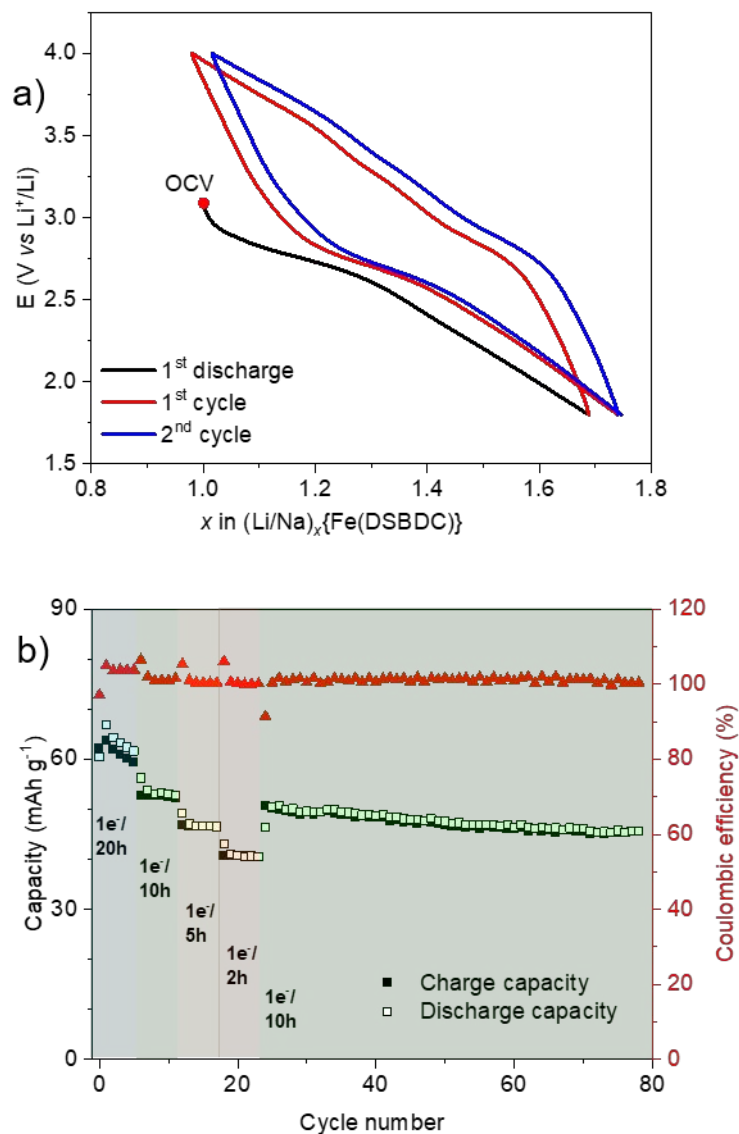 a)
4.0
3.5
3.0
2.5
2.0
1.5
E (V vs Li⁺/Li)
OCV
1ˢᵗ discharge
1ˢᵗ cycle
2ⁿᵈ cycle
0.8 1.0 1.2 1.4 1.6 1.8
x in (Li/Na)ₓ{Fe(DSBDC)}
b)
90
60
30
0
Capacity (mAh g⁻¹)
1e⁻/
20h
1e⁻/
10h
1e⁻/
5h
1e⁻/
2h
1e⁻/
10h
Charge capacity
Discharge capacity
120
100
80
60
40
20
0
Coulombic efficiency (%)
0 20 40 60 80
Cycle number